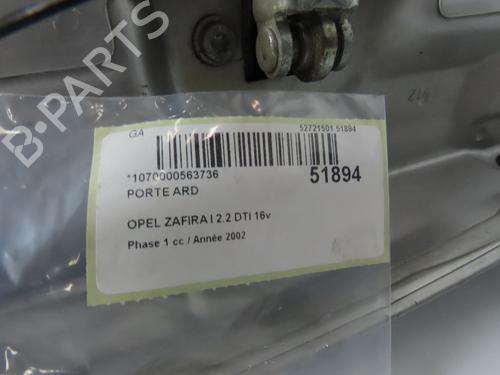 GA
52721501 51894
*1070000563736
51894
PORTE ARD
OPEL ZAFIRA I 2.2 DTI 16v
Phase 1 cc / Année 2002
B-PARTS